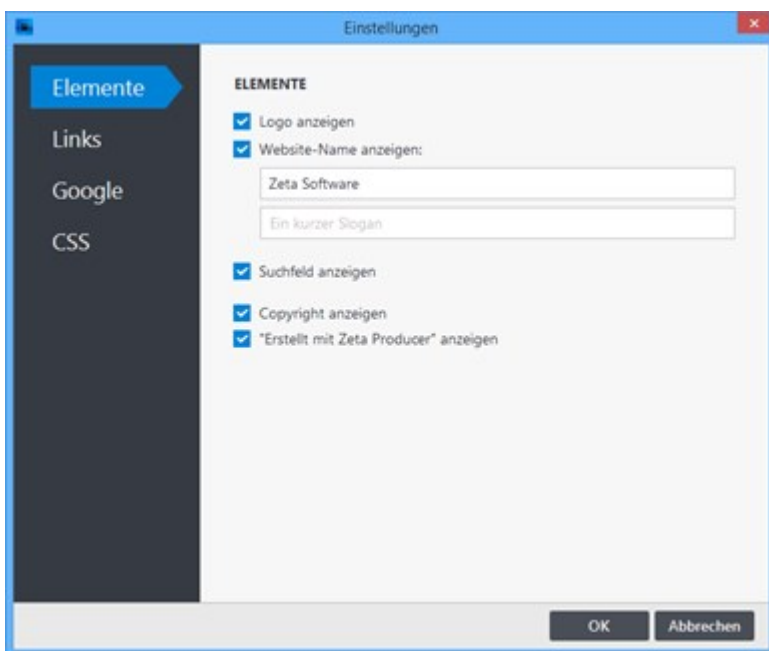 Einstellungen
Elemente
Links
Google
CSS
ELEMENTE
Logo anzeigen
Website-Name anzeigen:
Zeta Software
Ein kurzer Slogan
Suchfeld anzeigen
Copyright anzeigen
"Erstellt mit Zeta Producer" anzeigen
OK
Abbrechen